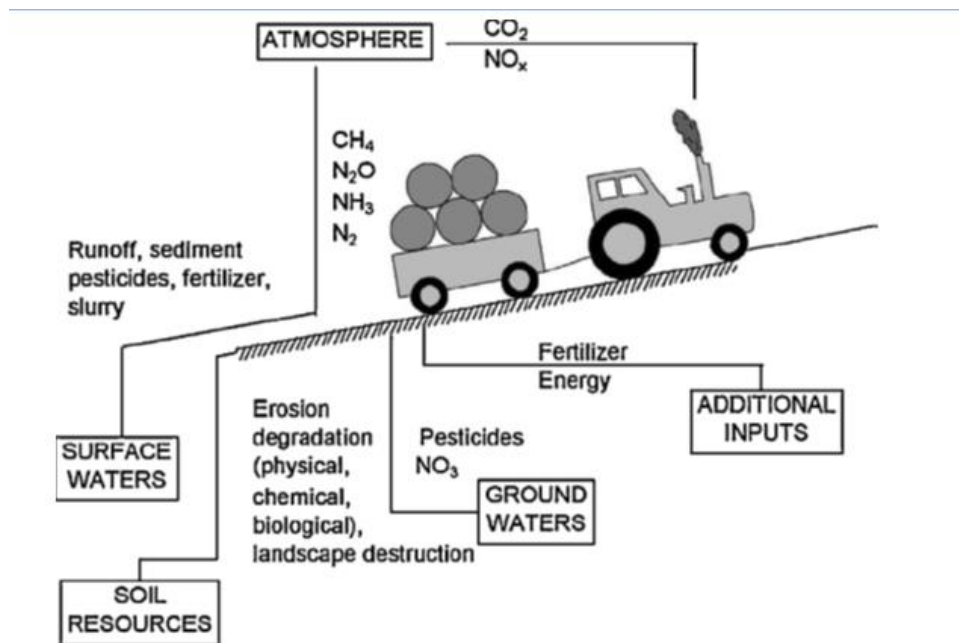 ATMOSPHERE
CO₂
NOₓ
CH₄
N₂O
NH₃
N₂
Runoff, sediment
pesticides, fertilizer,
slurry
Fertilizer
Energy
ADDITIONAL
INPUTS
Erosion
degradation
(physical,
chemical,
biological),
landscape destruction
Pesticides
NO₃
SURFACE
WATERS
GROUND
WATERS
SOIL
RESOURCES